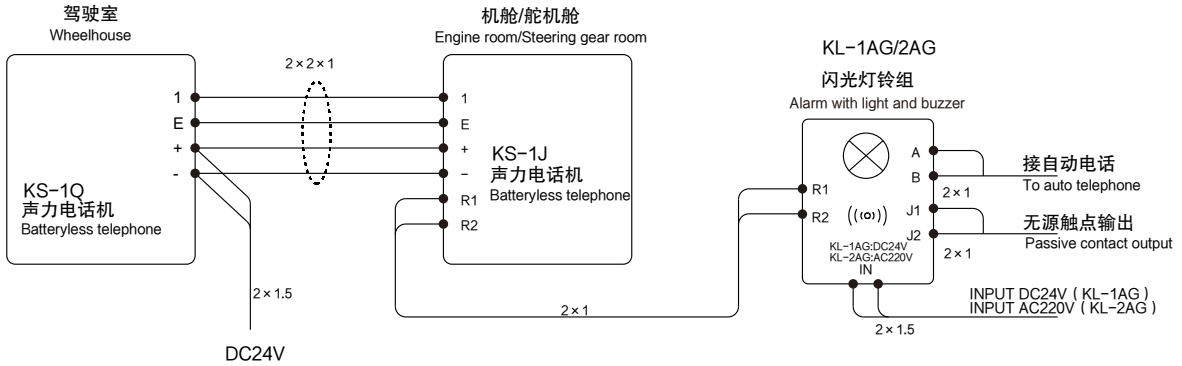 驾驶室
Wheelhouse
机舱/舵机舱
Engine room/Steering gear room
KL-1AG/2AG
闪光灯铃组
Alarm with light and buzzer
2×2×1
1
E
+
-
KS-1Q
声力电话机
Batteryless telephone
1
E
+
-
R1
R2
KS-1J
声力电话机
Batteryless telephone
R1
R2
A
B
J1
J2
((o))
KL-1AG:DC24V
KL-2AG:AC220V
IN
2×1
接自动电话
To auto telephone
2×1
无源触点输出
Passive contact output
2×1.5
DC24V
2×1
INPUT DC24V ( KL-1AG )
INPUT AC220V ( KL-2AG )
2×1.5